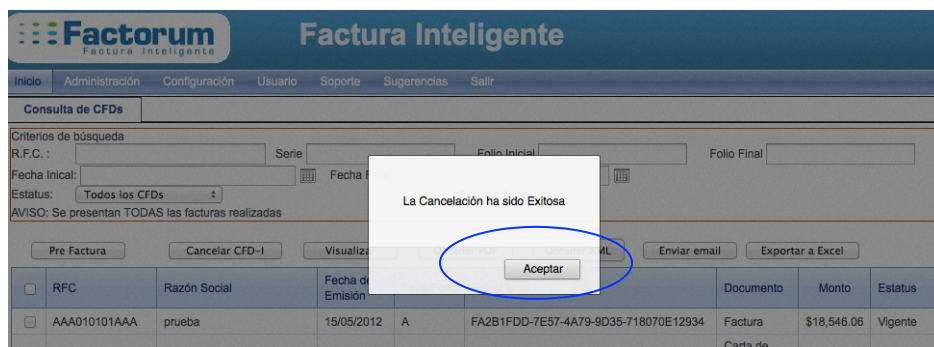 Factorum
Factura Inteligente
Factura Inteligente
Inicio Administración Configuración Usuario Soporte Sugerencias Salir
Consulta de CFDs
Criterios de búsqueda
R.F.C. : Serie Folio Inicial Folio Final
Fecha Inical: Fecha
Estatus: Todos los CFDs
AVISO: Se presentan TODAS las facturas realizadas
La Cancelación ha sido Exitosa
Aceptar
Pre Factura Cancelar CFD-I Visualizar XML Enviar email Exportar a Excel
RFC Razón Social Fecha de Emisión Documento Monto Estatus
AAA010101AAA prueba 15/05/2012 A FA2B1FDD-7E57-4A79-9D35-718070E12934 Factura $18,546.06 Vigente
Carta de